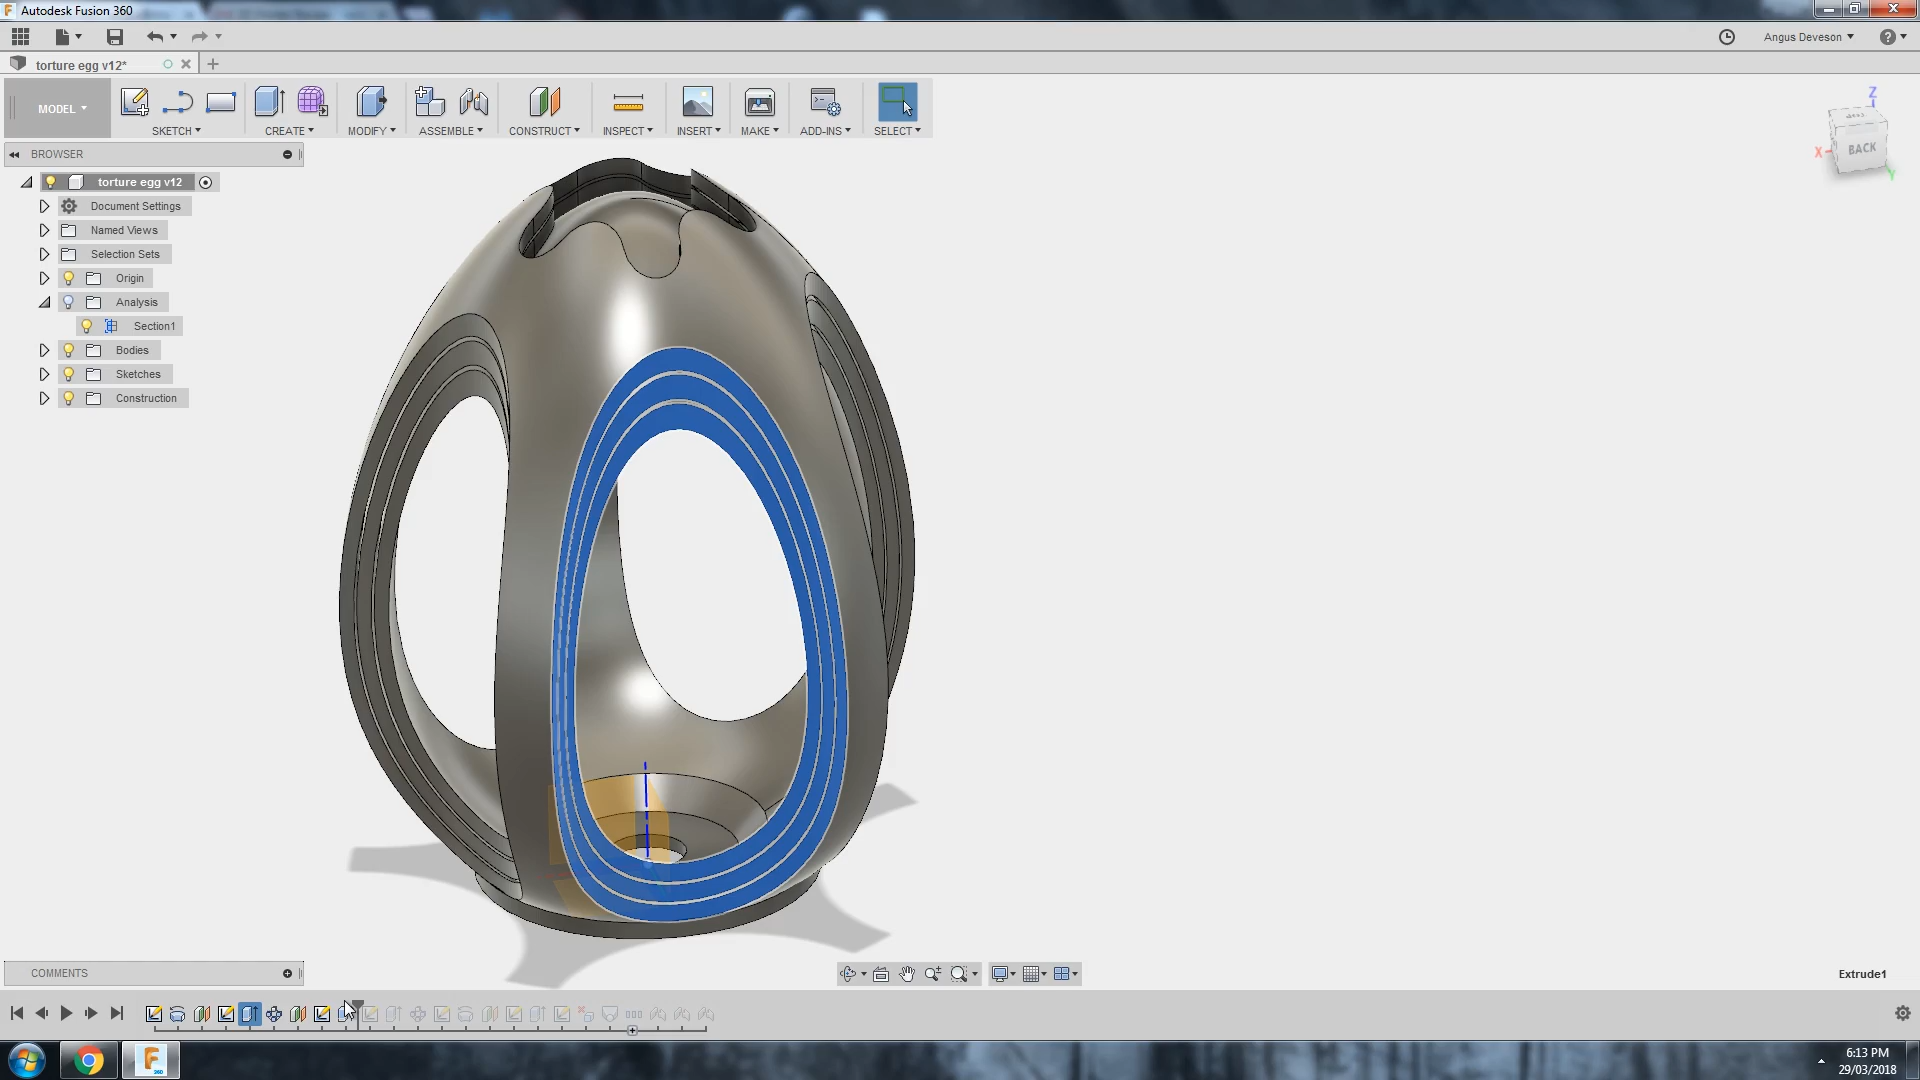 Autodesk Fusion 360
Angus Deveson
torture egg v12*
MODEL
SKETCH
CREATE
MODIFY
ASSEMBLE
CONSTRUCT
INSPECT
INSERT
MAKE
ADD-INS
SELECT
BROWSER
torture egg v12
Document Settings
Named Views
Selection Sets
Origin
Analysis
Section1
Bodies
Sketches
Construction
Z
X
BACK
Y
COMMENTS
Extrude1
6:13 PM
29/03/2018